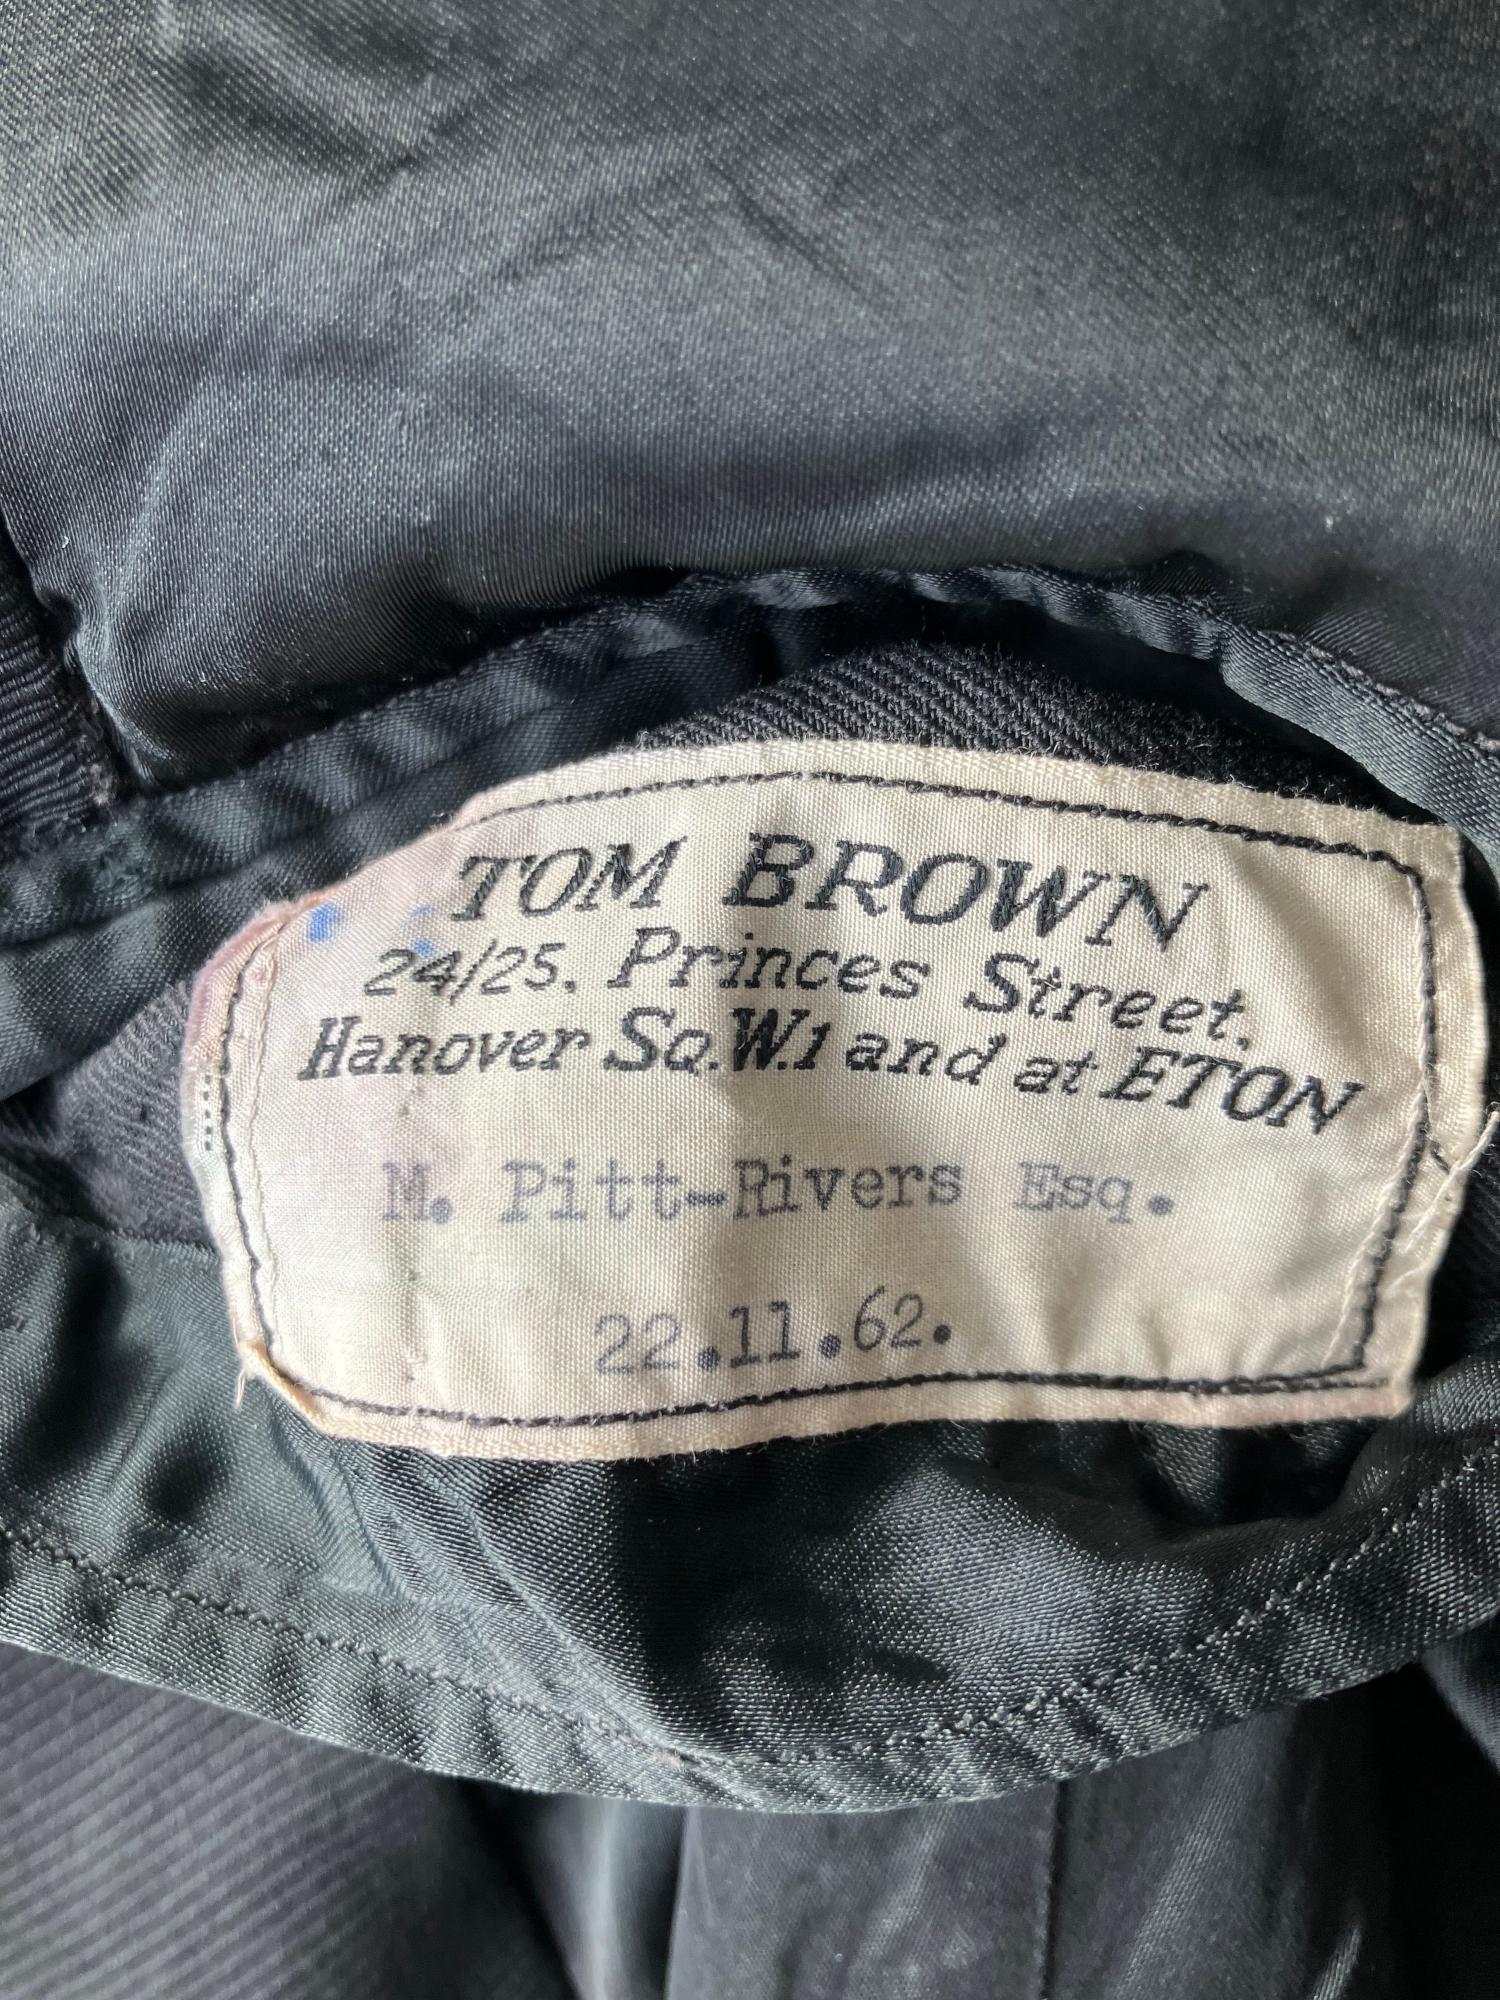 TOM BROWN
24/25, Princes Street,
Hanover Sq. W.1 and at ETON
M. Pitt-Rivers Esq.
22.11.62.